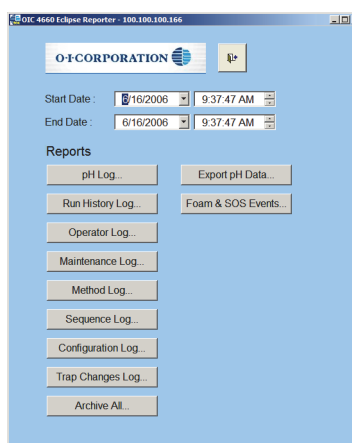 OIC 4660 Eclipse Reporter - 100.100.100.166
O·I·CORPORATION
Start Date : 6/16/2006 9:37:47 AM
End Date : 6/16/2006 9:37:47 AM
Reports
pH Log... Export pH Data...
Run History Log... Foam & SOS Events...
Operator Log...
Maintenance Log...
Method Log...
Sequence Log...
Configuration Log...
Trap Changes Log...
Archive All...